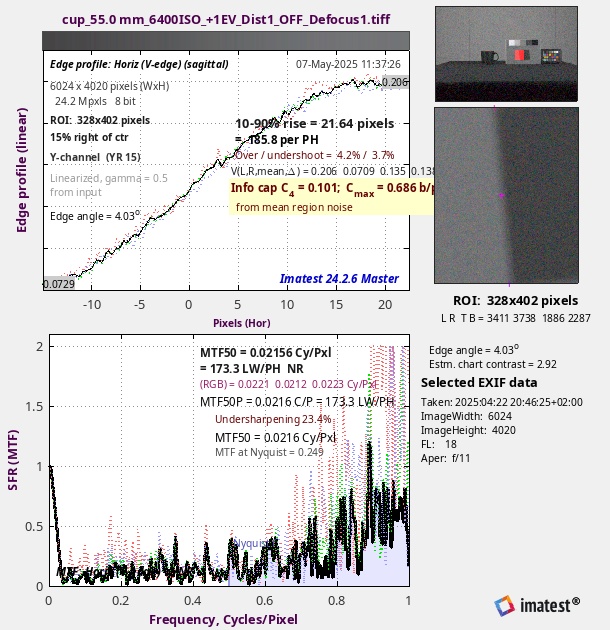 cup_55.0 mm_6400ISO_+1EV_Dist1_OFF_Defocus1.tiff
Edge profile: Horiz (V-edge) (sagittal)
07-May-2025 11:37:26
6024 x 4020 pixels (WxH)
24.2 Mpxls   8 bit
ROI:  328x402 pixels
15% right of ctr
Y-channel  (YR 15)
Linearized, gamma = 0.5
from input
Edge angle = 4.03o
0.206
10-90% rise = 21.64 pixels
= 185.8 per PH
Over / undershoot =  4.2% /  3.7%
V(L,R,mean,Δ) = 0.206  0.0709  0.135  0.138
Info cap C4 = 0.101;  Cmax = 0.686 b/p
from mean region noise
0.0729
Imatest 24.2.6 Master
Edge profile (linear)
-10 -5 0 5 10 15 20
Pixels (Hor)
ROI:  328x402 pixels
L R  T B = 3411 3738  1886 2287
Edge angle = 4.03o
Estm. chart contrast = 2.92
Selected EXIF data
Taken: 2025:04:22 20:46:25+02:00
ImageWidth:  6024
ImageHeight:  4020
FL:   18
Aper:  f/11
MTF50 = 0.02156 Cy/Pxl
= 173.3 LW/PH  NR
(RGB) = 0.0221  0.0212  0.0223 Cy/Pxl
MTF50P = 0.0216 C/P = 173.3 LW/PH
Undersharpening 23.4%
MTF50 = 0.0216 Cy/Pxl
MTF at Nyquist = 0.249
Nyquist
SFR (MTF)
2
1.5
1
0.5
0
0 0.2 0.4 0.6 0.8 1
Frequency, Cycles/Pixel
imatest®